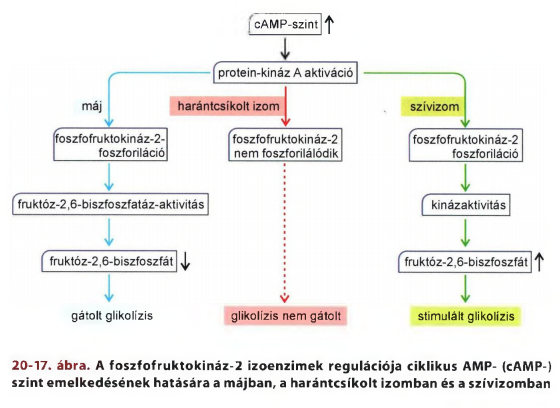 cAMP-szint
protein-kináz A aktiváció
máj
harántcsíkolt izom
szívizom
foszfofruktokináz-2-
foszforiláció
foszfofruktokináz-2
nem foszforilálódik
foszfofruktokináz-2
foszforiláció
fruktóz-2,6-biszfoszfatáz-aktivitás
kinázaktivitás
fruktóz-2,6-biszfoszfát
fruktóz-2,6-biszfoszfát
gátolt glikolízis
glikolízis nem gátolt
stimulált glikolízis
20-17. ábra. A foszfofruktokináz-2 izoenzimek regulációja ciklikus AMP- (cAMP-)
szint emelkedésének hatására a májban, a harántcsíkolt izomban és a szívizomban